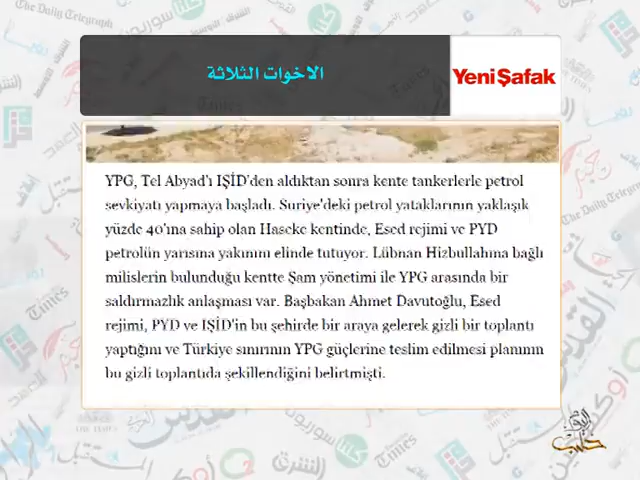 الاخوات الثلاثة
Yeni Şafak
YPG, Tel Abyad'ı IŞİD'den aldıktan sonra kente tankerlerle petrol
sevkiyatı yapmaya başladı. Suriye'deki petrol yataklarının yaklaşık
yüzde 40'ına sahip olan Haseke kentinde, Esed rejimi ve PYD
petrolün yarısına yakınını elinde tutuyor. Lübnan Hizbullahına bağlı
milislerin bulunduğu kentte Şam yönetimi ile YPG arasında bir
saldırmazlık anlaşması var. Başbakan Ahmet Davutoğlu, Esed
rejimi, PYD ve IŞİD'in bu şehirde bir araya gelerek gizli bir toplantı
yaptığını ve Türkiye sınırının YPG güçlerine teslim edilmesi planının
bu gizli toplantıda şekillendiğini belirtmişti.